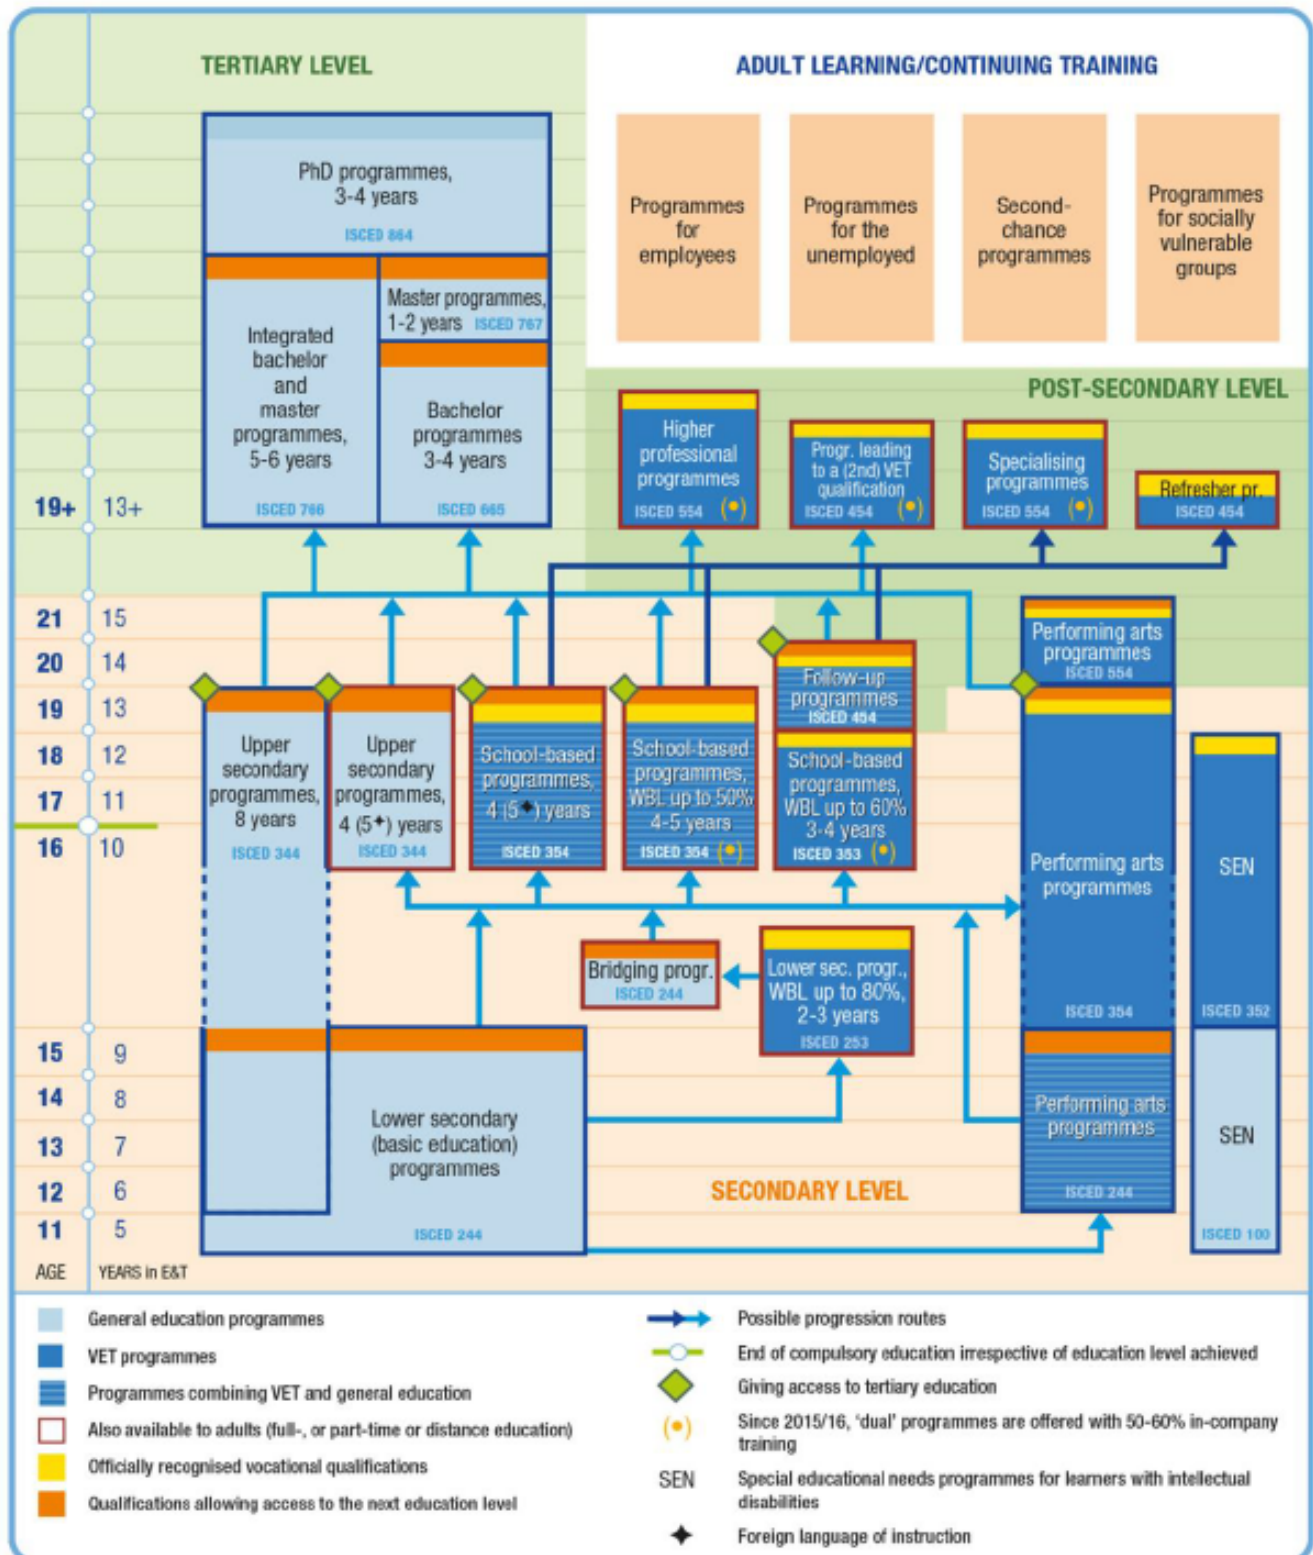 TERTIARY LEVEL
ADULT LEARNING/CONTINUING TRAINING
PhD programmes,
3-4 years
ISCED 864
Programmes
for
employees
Programmes
for the
unemployed
Second-
chance
programmes
Programmes
for socially
vulnerable
groups
Integrated
bachelor
and
master
programmes,
5-6 years
ISCED 766
Master programmes,
1-2 years ISCED 767
Bachelor
programmes
3-4 years
ISCED 665
POST-SECONDARY LEVEL
Higher
professional
programmes
ISCED 554
Progr. leading
to a (2nd) VET
qualification
ISCED 454
Specialising
programmes
ISCED 554
Refresher pr.
ISCED 454
19+ 13+
21 15
20 14
19 13
18 12
17 11
16 10
Upper
secondary
programmes,
8 years
ISCED 344
Upper
secondary
programmes,
4 (5✦) years
ISCED 344
School-based
programmes,
4 (5✦) years
ISCED 354
School-based
programmes,
WBL up to 50%
4-5 years
ISCED 354
Follow-up
programmes
ISCED 454
School-based
programmes,
WBL up to 60%
3-4 years
ISCED 353
Performing arts
programmes
ISCED 554
Performing arts
programmes
ISCED 354
SEN
ISCED 352
Bridging progr.
ISCED 244
Lower sec. progr.,
WBL up to 80%,
2-3 years
ISCED 253
15 9
14 8
13 7
12 6
11 5
Lower secondary
(basic education)
programmes
ISCED 244
SECONDARY LEVEL
Performing arts
programmes
ISCED 244
SEN
ISCED 100
AGE YEARS in E&T
General education programmes
VET programmes
Programmes combining VET and general education
Also available to adults (full-, or part-time or distance education)
Officially recognised vocational qualifications
Qualifications allowing access to the next education level
Possible progression routes
End of compulsory education irrespective of education level achieved
Giving access to tertiary education
Since 2015/16, ‘dual’ programmes are offered with 50-60% in-company
training
SEN Special educational needs programmes for learners with intellectual
disabilities
✦ Foreign language of instruction